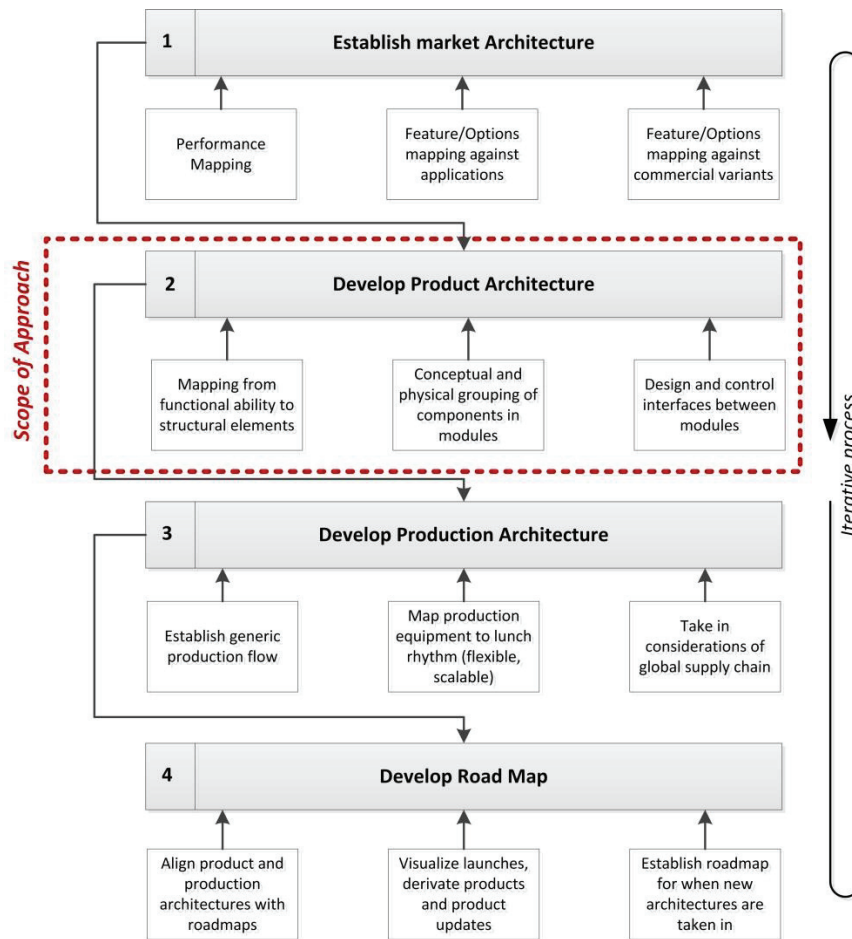 1
Establish market Architecture
Performance
Mapping
Feature/Options
mapping against
applications
Feature/Options
mapping against
commercial variants
Scope of Approach
2
Develop Product Architecture
Mapping from
functional ability to
structural elements
Conceptual and
physical grouping of
components in
modules
Design and control
interfaces between
modules
Iterative process
3
Develop Production Architecture
Establish generic
production flow
Map production
equipment to lunch
rhythm (flexible,
scalable)
Take in
considerations of
global supply chain
4
Develop Road Map
Align product and
production
architectures with
roadmaps
Visualize launches,
derivate products
and product
updates
Establish roadmap
for when new
architectures are
taken in